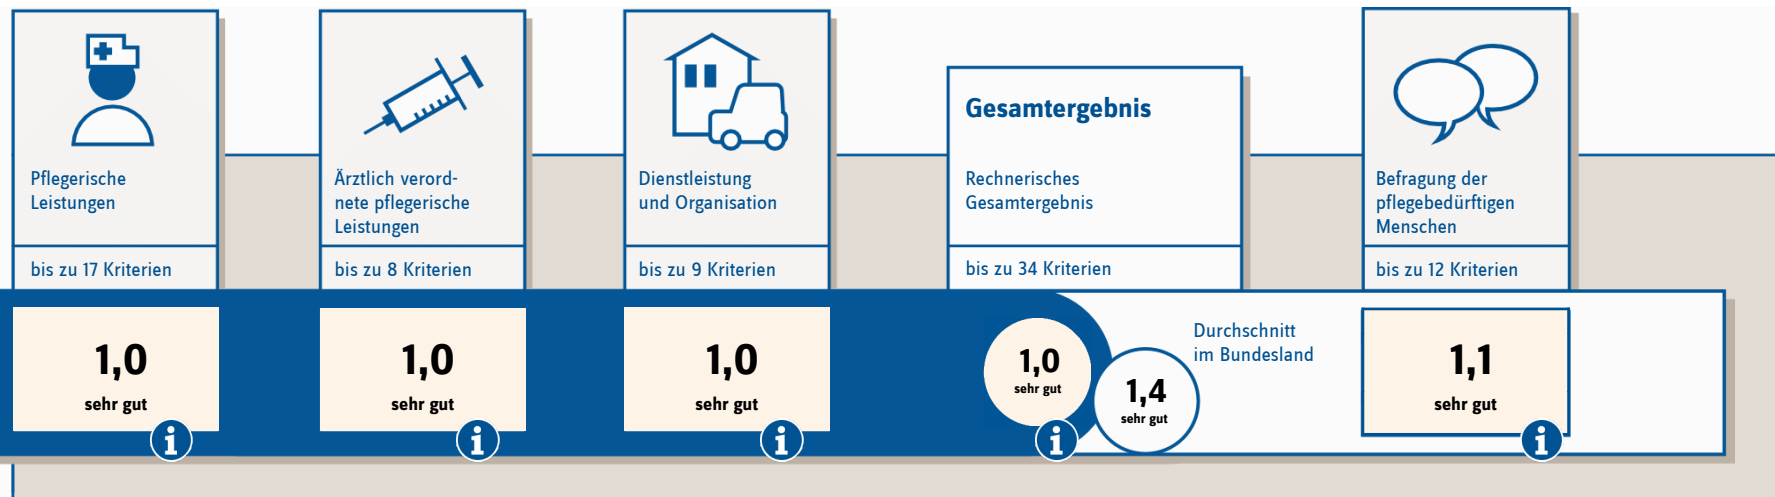 Pflegerische
Leistungen
bis zu 17 Kriterien
1,0
sehr gut
i
Ärztlich verord-
nete pflegerische
Leistungen
bis zu 8 Kriterien
1,0
sehr gut
i
Dienstleistung
und Organisation
bis zu 9 Kriterien
1,0
sehr gut
i
Gesamtergebnis
Rechnerisches
Gesamtergebnis
bis zu 34 Kriterien
1,0
sehr gut
i
1,4
sehr gut
Durchschnitt
im Bundesland
Befragung der
pflegebedürftigen
Menschen
bis zu 12 Kriterien
1,1
sehr gut
i